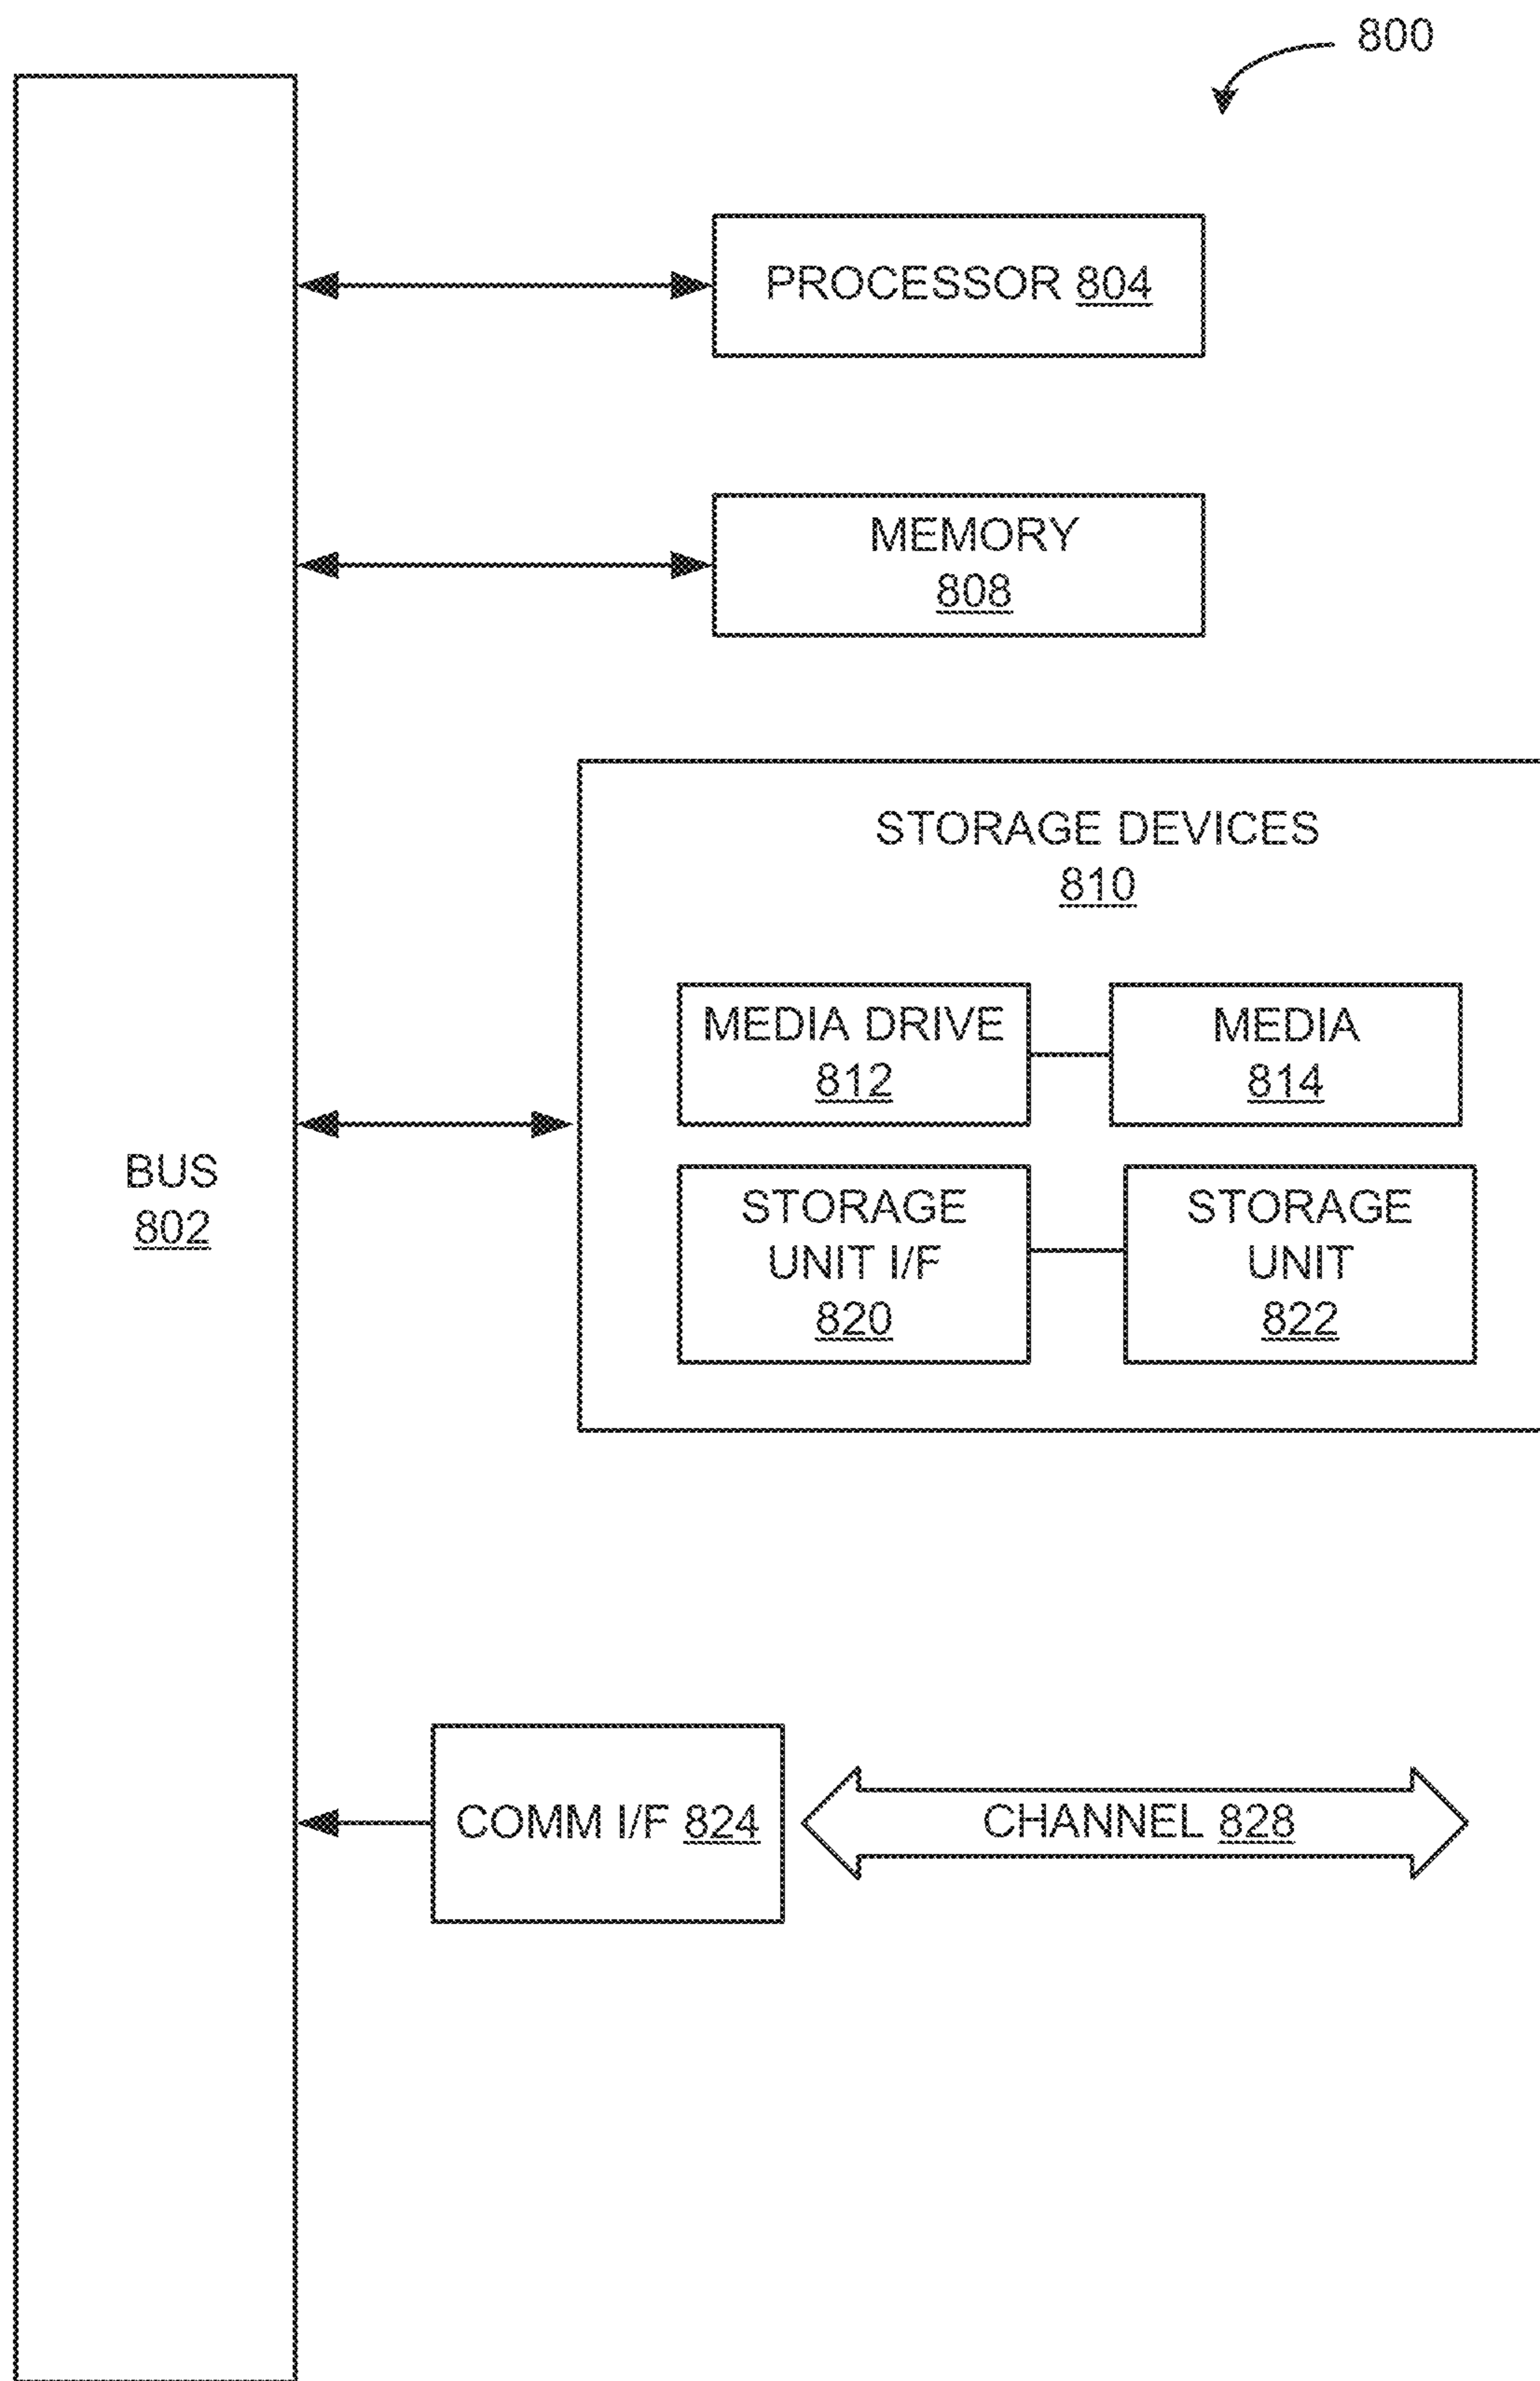 800
PROCESSOR 804
MEMORY
808
STORAGE DEVICES
810
MEDIA DRIVE
812
MEDIA
814
BUS
802
STORAGE
UNIT I/F
820
STORAGE
UNIT
822
COMM I/F 824
CHANNEL 828